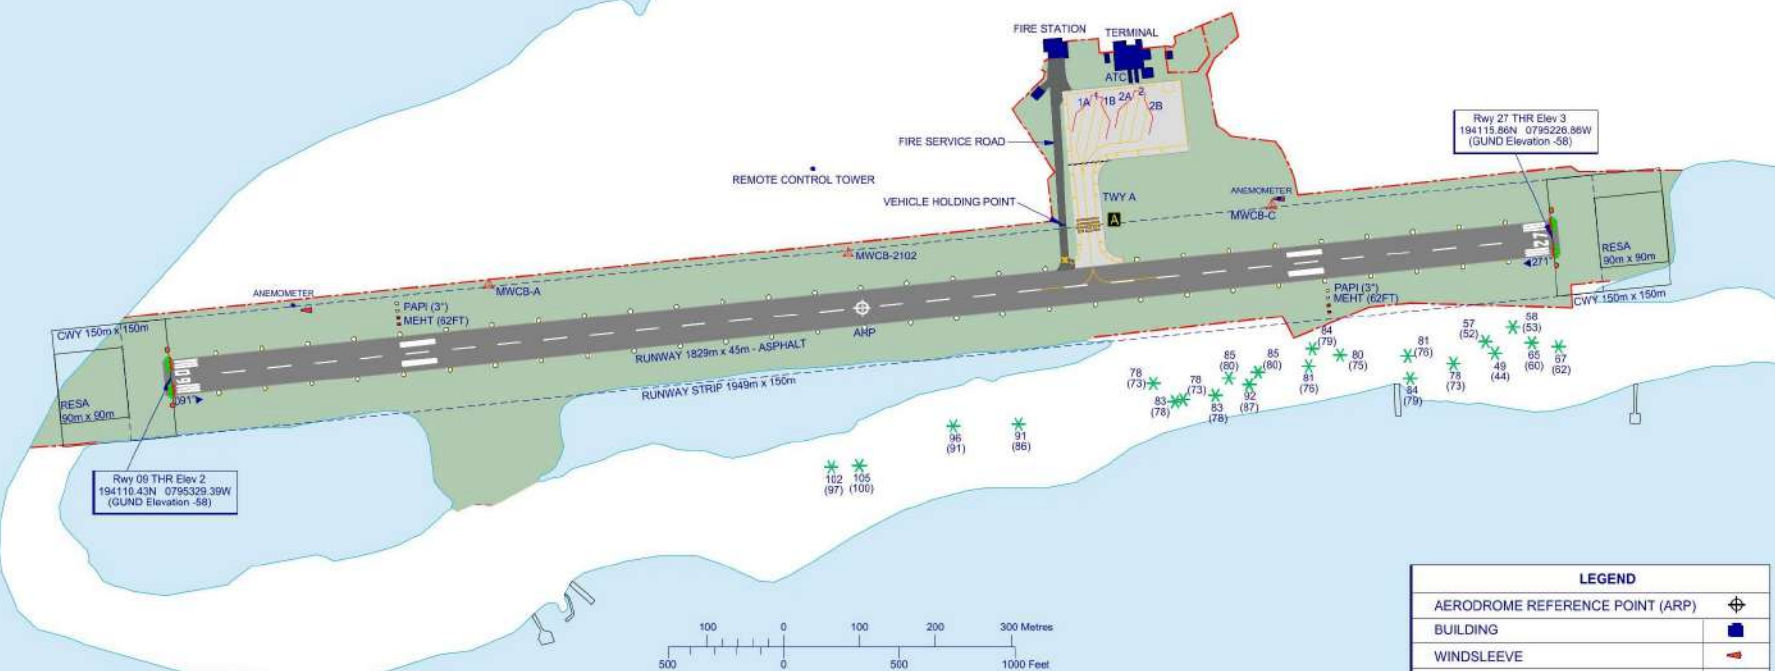 FIRE STATION
TERMINAL
ATC
1A
1
1B
2A
2
2B
FIRE SERVICE ROAD
REMOTE CONTROL TOWER
VEHICLE HOLDING POINT
TWY A
A
ANEMOMETER
MWCB-C
Rwy 27 THR Elev 3
194115.86N 0795226.86W
(GUND Elevation -58)
MWCB-2102
MWCB-A
ANEMOMETER
PAPI (3°)
MEHT (62FT)
CWY 150m x 150m
RESA
90m x 90m
09
091°
Rwy 09 THR Elev 2
194110.43N 0795329.39W
(GUND Elevation -58)
ARP
RUNWAY 1829m x 45m - ASPHALT
RUNWAY STRIP 1949m x 150m
27
271°
RESA
90m x 90m
CWY 150m x 150m
PAPI (3°)
MEHT (62FT)
102
(97)
105
(100)
96
(91)
91
(86)
78
(73)
83
(78)
78
(73)
83
(78)
85
(80)
92
(87)
85
(80)
84
(79)
81
(76)
80
(75)
81
(76)
84
(79)
78
(73)
57
(52)
49
(44)
58
(53)
65
(60)
67
(62)
100 0 100 200 300 Metres
500 0 500 1000 Feet
LEGEND
AERODROME REFERENCE POINT (ARP)
BUILDING
WINDSLEEVE